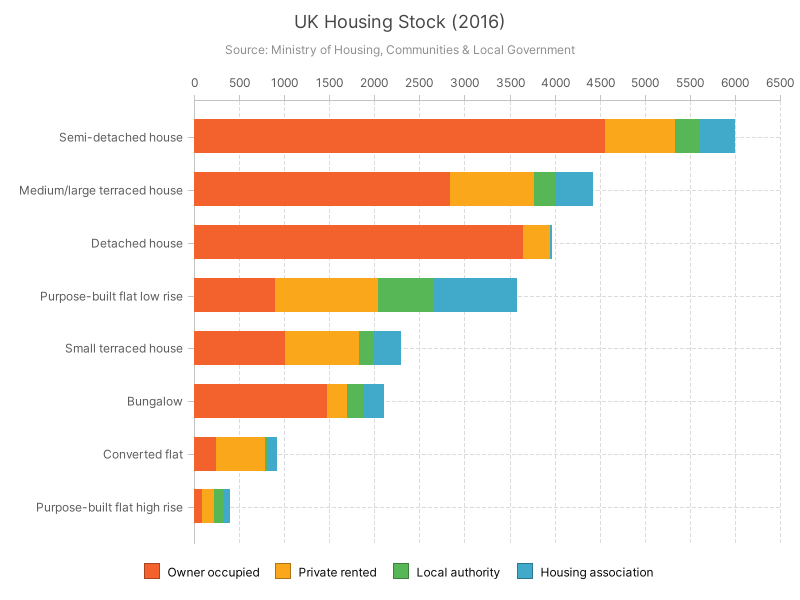 UK Housing Stock (2016)
Source: Ministry of Housing, Communities & Local Government
0 500 1000 1500 2000 2500 3000 3500 4000 4500 5000 5500 6000 6500
Semi-detached house
Medium/large terraced house
Detached house
Purpose-built flat low rise
Small terraced house
Bungalow
Converted flat
Purpose-built flat high rise
Owner occupied Private rented Local authority Housing association